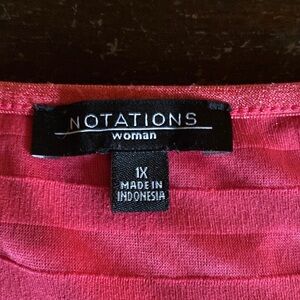 NOTATIONS
woman
1X
MADE IN
INDONESIA